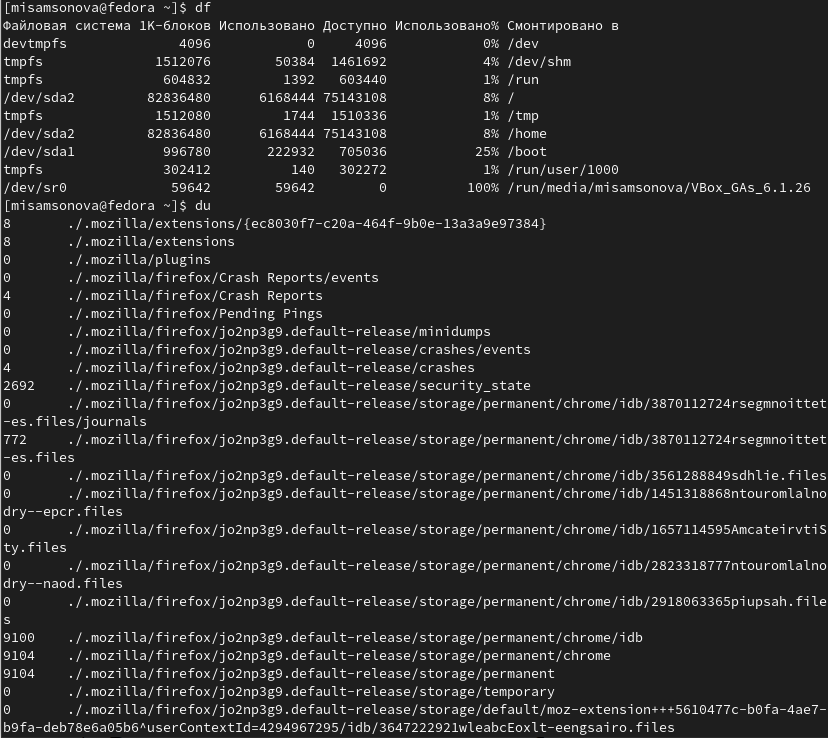 [misamsonova@fedora ~]$ df
Файловая система 1K-блоков Использовано Доступно Использовано% Смонтировано в
devtmpfs 4096 0 4096 0% /dev
tmpfs 1512076 50384 1461692 4% /dev/shm
tmpfs 604832 1392 603440 1% /run
/dev/sda2 82836480 6168444 75143108 8% /
tmpfs 1512080 1744 1510336 1% /tmp
/dev/sda2 82836480 6168444 75143108 8% /home
/dev/sda1 996780 222932 705036 25% /boot
tmpfs 302412 140 302272 1% /run/user/1000
/dev/sr0 59642 59642 0 100% /run/media/misamsonova/VBox_GAs_6.1.26
[misamsonova@fedora ~]$ du
8 ./.mozilla/extensions/{ec8030f7-c20a-464f-9b0e-13a3a9e97384}
8 ./.mozilla/extensions
0 ./.mozilla/plugins
0 ./.mozilla/firefox/Crash Reports/events
4 ./.mozilla/firefox/Crash Reports
0 ./.mozilla/firefox/Pending Pings
0 ./.mozilla/firefox/jo2np3g9.default-release/minidumps
0 ./.mozilla/firefox/jo2np3g9.default-release/crashes/events
4 ./.mozilla/firefox/jo2np3g9.default-release/crashes
2692 ./.mozilla/firefox/jo2np3g9.default-release/security_state
0 ./.mozilla/firefox/jo2np3g9.default-release/storage/permanent/chrome/idb/3870112724rsegmnoittet
-es.files/journals
772 ./.mozilla/firefox/jo2np3g9.default-release/storage/permanent/chrome/idb/3870112724rsegmnoittet
-es.files
0 ./.mozilla/firefox/jo2np3g9.default-release/storage/permanent/chrome/idb/3561288849sdhlie.files
0 ./.mozilla/firefox/jo2np3g9.default-release/storage/permanent/chrome/idb/1451318868ntouromlalno
dry--epcr.files
0 ./.mozilla/firefox/jo2np3g9.default-release/storage/permanent/chrome/idb/1657114595AmcateirvtiS
ty.files
0 ./.mozilla/firefox/jo2np3g9.default-release/storage/permanent/chrome/idb/2823318777ntouromlalno
dry--naod.files
0 ./.mozilla/firefox/jo2np3g9.default-release/storage/permanent/chrome/idb/2918063365piupsah.file
s
9100 ./.mozilla/firefox/jo2np3g9.default-release/storage/permanent/chrome/idb
9104 ./.mozilla/firefox/jo2np3g9.default-release/storage/permanent/chrome
9104 ./.mozilla/firefox/jo2np3g9.default-release/storage/permanent
0 ./.mozilla/firefox/jo2np3g9.default-release/storage/temporary
0 ./.mozilla/firefox/jo2np3g9.default-release/storage/default/moz-extension+++5610477c-b0fa-4ae7-
b9fa-deb78e6a05b6^userContextId=4294967295/idb/3647222921wleabcEoxlt-eengsairo.files